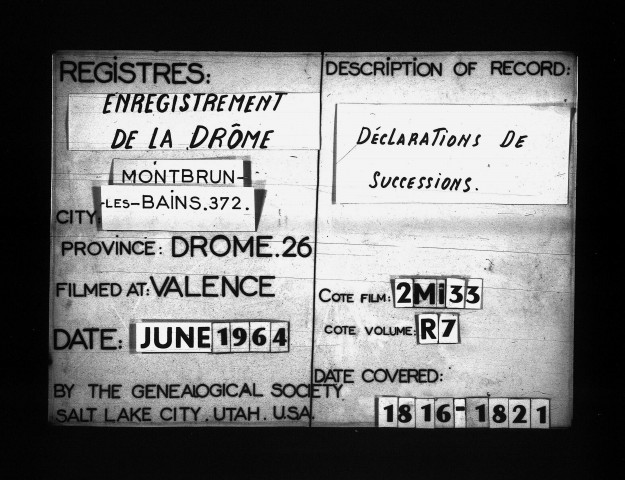 REGISTRES:
ENREGISTREMENT
DE LA DRÔME
MONTBRUN-
-LES-BAINS.372.
CITY
PROVINCE: DROME.26
FILMED AT: VALENCE
DATE: JUNE 1964
BY THE GENEALOGICAL SOCIETY
SALT LAKE CITY. UTAH. U.S.A.
DESCRIPTION OF RECORD:
DÉCLARATIONS DE
SUCCESSIONS.
COTE FILM: 2Mi33
COTE VOLUME: R7
DATE COVERED:
1816-1821